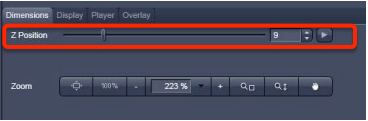 Dimensions Display Player Overlay
Z Position 9
Zoom 100% - 223 % +